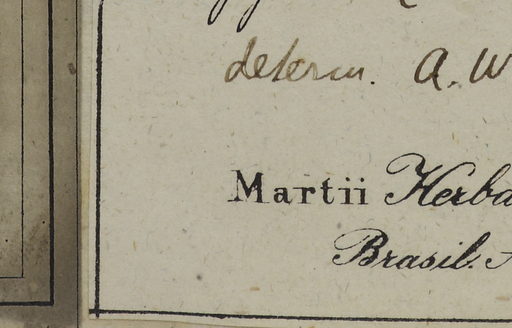 determ. A. W
Martii Herba
Brasil.